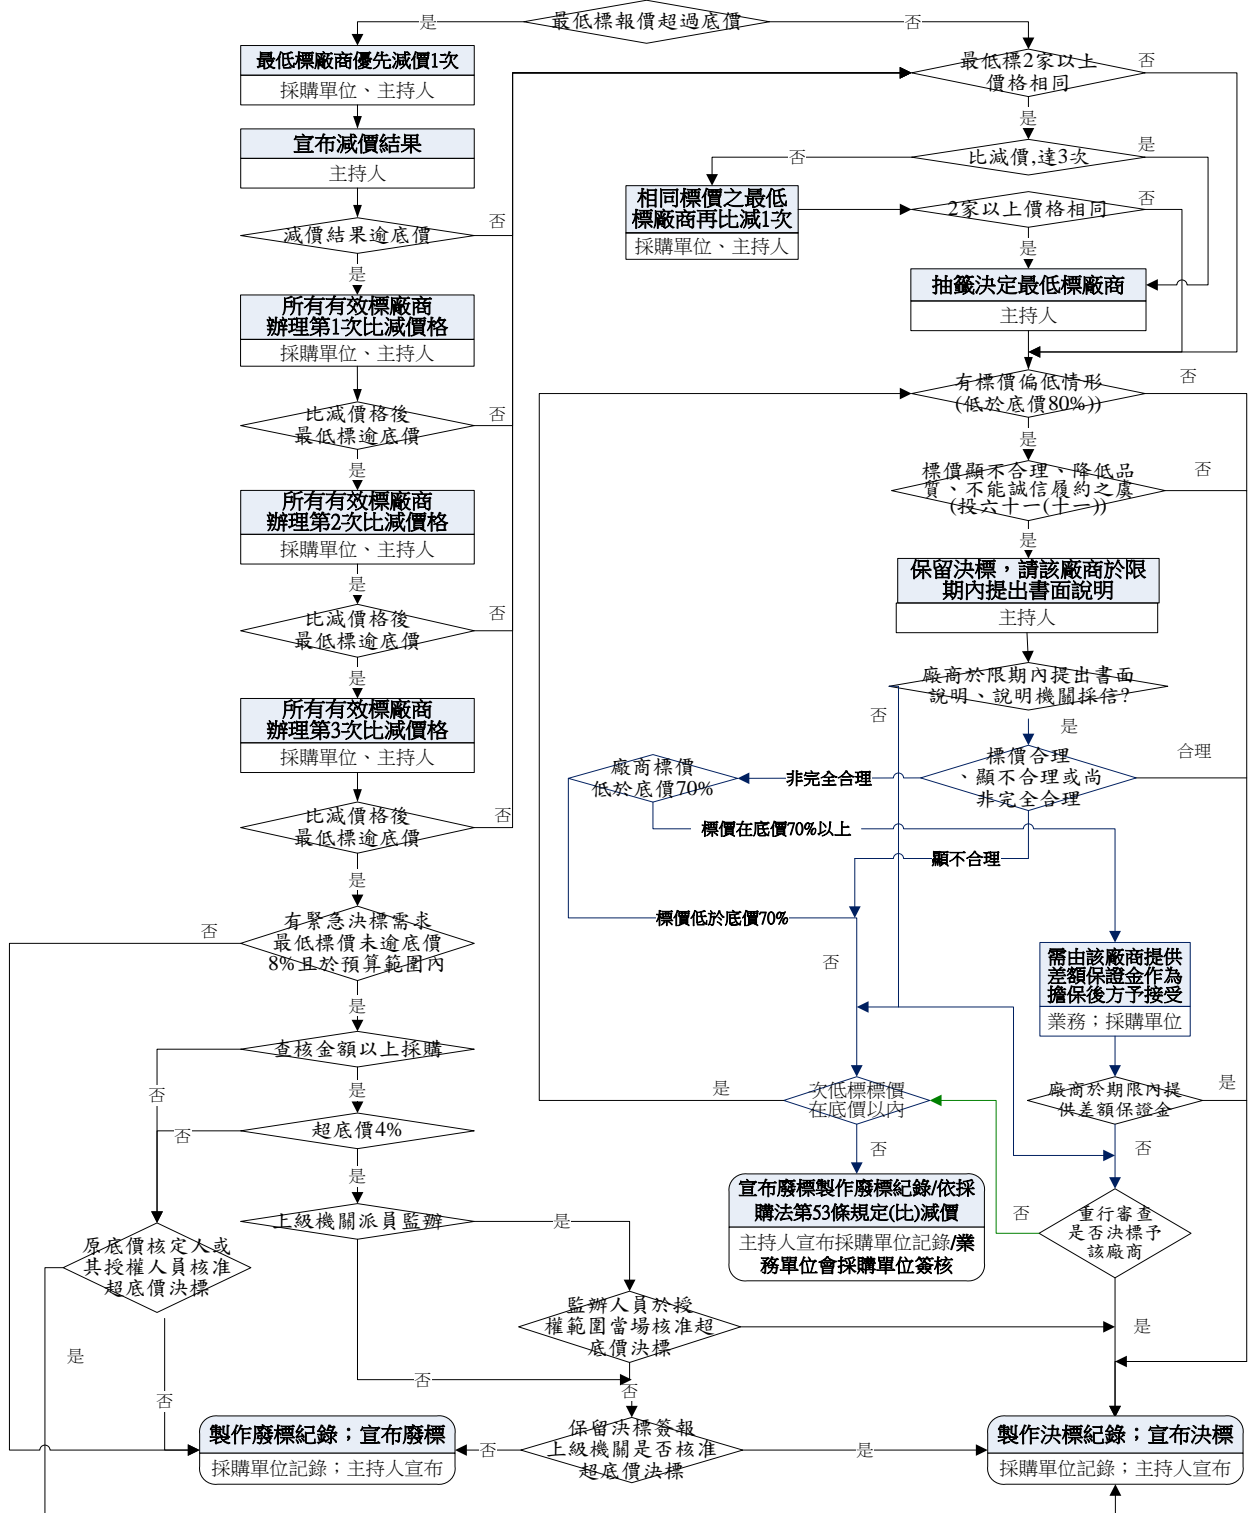 最低標報價超過底價
是
否
最低標廠商優先減價1次
採購單位、主持人
宣布減價結果
主持人
減價結果逾底價
否
是
所有有效標廠商
辦理第1次比減價格
採購單位、主持人
比減價格後
最低標逾底價
否
是
所有有效標廠商
辦理第2次比減價格
採購單位、主持人
是
比減價格後
最低標逾底價
否
是
所有有效標廠商
辦理第3次比減價格
採購單位、主持人
比減價格後
最低標逾底價
否
是
有緊急決標需求
最低標價未逾底價
8%且於預算範圍內
否
是
查核金額以上採購
否
是
超底價4%
否
是
上級機關派員監辦
是
否
原底價核定人或
其授權人員核准
超底價決標
是
否
監辦人員於授
權範圍當場核准超
底價決標
是
否
保留決標簽報
上級機關是否核准
超底價決標
否
是
製作廢標紀錄；宣布廢標
採購單位記錄；主持人宣布
最低標2家以上
價格相同
否
是
比減價,達3次
否
是
相同標價之最低
標廠商再比減1次
採購單位、主持人
2家以上價格相同
否
是
抽籤決定最低標廠商
主持人
有標價偏低情形
(低於底價80%))
否
是
標價顯不合理、降低品
質、不能誠信履約之虞
(投六十一(十一))
否
是
保留決標，請該廠商於限
期內提出書面說明
主持人
廠商於限期內提出書面
說明、說明機關採信?
否
是
標價合理
、顯不合理或尚
非完全合理
合理
非完全合理
顯不合理
廠商標價
低於底價70%
標價在底價70%以上
標價低於底價70%
否
需由該廠商提供
差額保證金作為
擔保後方予接受
業務；採購單位
廠商於期限內提
供差額保證金
是
否
次低標標價
在底價以內
是
否
宣布廢標製作廢標紀錄/依採
購法第53條規定(比)減價
主持人宣布採購單位記錄/業
務單位會採購單位簽核
重行審查
是否決標予
該廠商
否
製作決標紀錄；宣布決標
採購單位記錄；主持人宣布